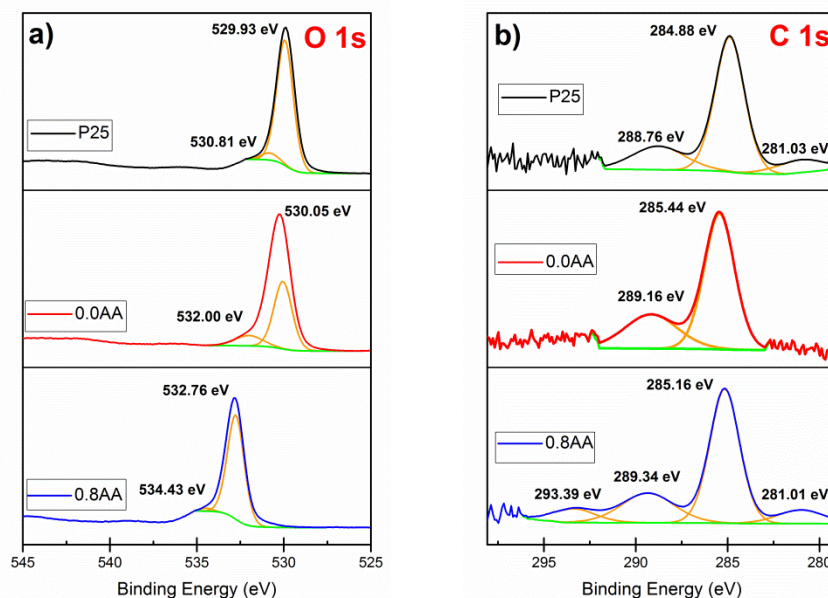 a)
O 1s
529.93 eV
P25
530.81 eV
530.05 eV
0.0AA
532.00 eV
532.76 eV
0.8AA
534.43 eV
545 540 535 530 525
Binding Energy (eV)
b)
C 1s
284.88 eV
P25
288.76 eV
281.03 eV
285.44 eV
0.0AA
289.16 eV
285.16 eV
0.8AA
289.34 eV
293.39 eV
281.01 eV
295 290 285 280
Binding Energy (eV)